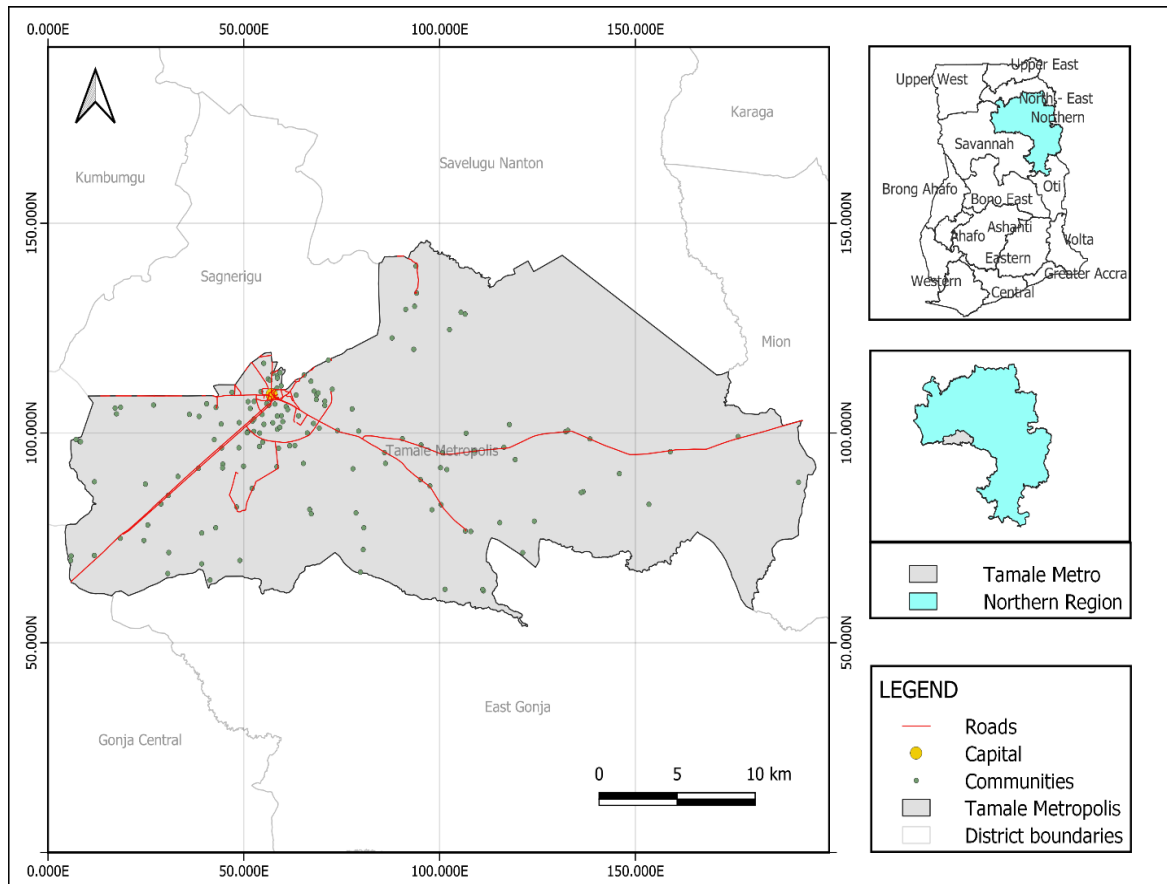 0.000E 50.000E 100.000E 150.000E
150.000N
100.000N
50.000N
Karaga
Savelugu Nanton
Kumbumgu
Sagnerigu
Mion
Tamale Metropolis
East Gonja
Gonja Central
0 5 10 km
0.000E 50.000E 100.000E 150.000E
150.000N
100.000N
50.000N
Upper East
Upper West
North - East
Northern
Savannah
Brong Ahafo
Oti
Bono East
Ashanti
Ahafo
Volta
Eastern
Greater Accra
Western
Central
Tamale Metro
Northern Region
LEGEND
Roads
Capital
Communities
Tamale Metropolis
District boundaries